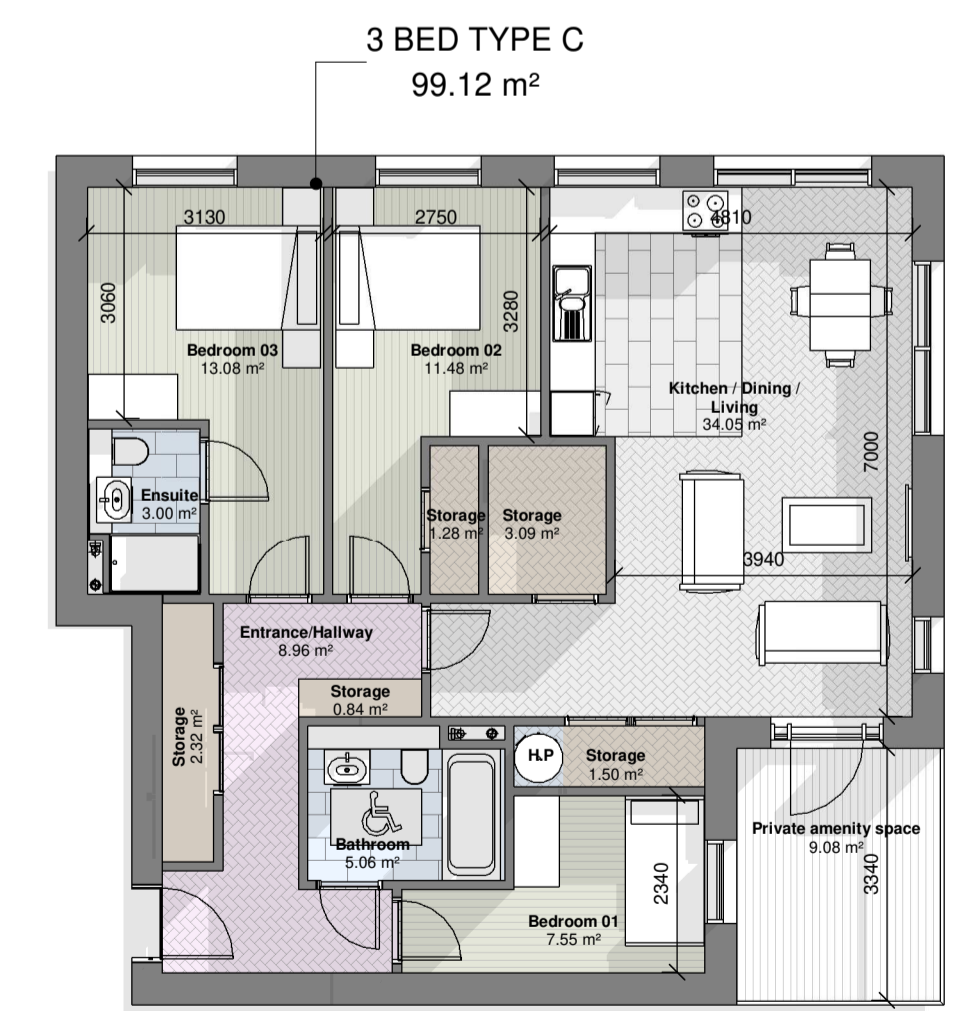 3 BED TYPE C
99.12 m²
3130
2750
4810
3060
3280
Bedroom 03
13.08 m²
Bedroom 02
11.48 m²
Kitchen / Dining /
Living
34.05 m²
7000
Ensuite
3.00 m²
Storage
1.28 m²
Storage
3.09 m²
3940
Entrance/Hallway
8.96 m²
Storage
0.84 m²
Storage
2.32 m²
H.P
Storage
1.50 m²
Bathroom
5.06 m²
Private amenity space
9.08 m²
3340
2340
Bedroom 01
7.55 m²